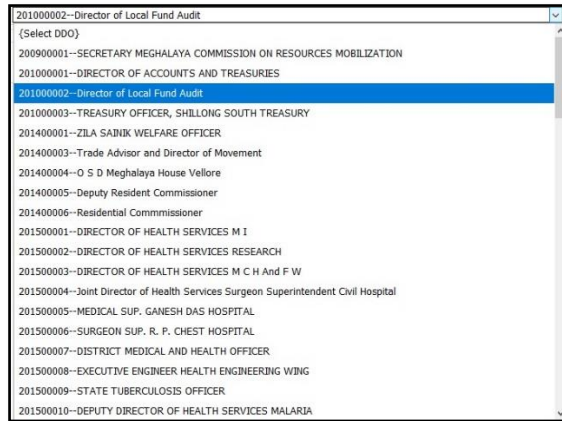 201000002--Director of Local Fund Audit
{Select DDO}
200900001--SECRETARY MEGHALAYA COMMISSION ON RESOURCES MOBILIZATION
201000001--DIRECTOR OF ACCOUNTS AND TREASURIES
201000002--Director of Local Fund Audit
201000003--TREASURY OFFICER, SHILLONG SOUTH TREASURY
201400001--ZILA SAINIK WELFARE OFFICER
201400003--Trade Advisor and Director of Movement
201400004--O S D Meghalaya House Vellore
201400005--Deputy Resident Commissioner
201400006--Residential Commmissioner
201500001--DIRECTOR OF HEALTH SERVICES M I
201500002--DIRECTOR OF HEALTH SERVICES RESEARCH
201500003--DIRECTOR OF HEALTH SERVICES M C H And F W
201500004--Joint Director of Health Services Surgeon Superintendent Civil Hospital
201500005--MEDICAL SUP. GANESH DAS HOSPITAL
201500006--SURGEON SUP. R. P. CHEST HOSPITAL
201500007--DISTRICT MEDICAL AND HEALTH OFFICER
201500008--EXECUTIVE ENGINEER HEALTH ENGINEERING WING
201500009--STATE TUBERCULOSIS OFFICER
201500010--DEPUTY DIRECTOR OF HEALTH SERVICES MALARIA